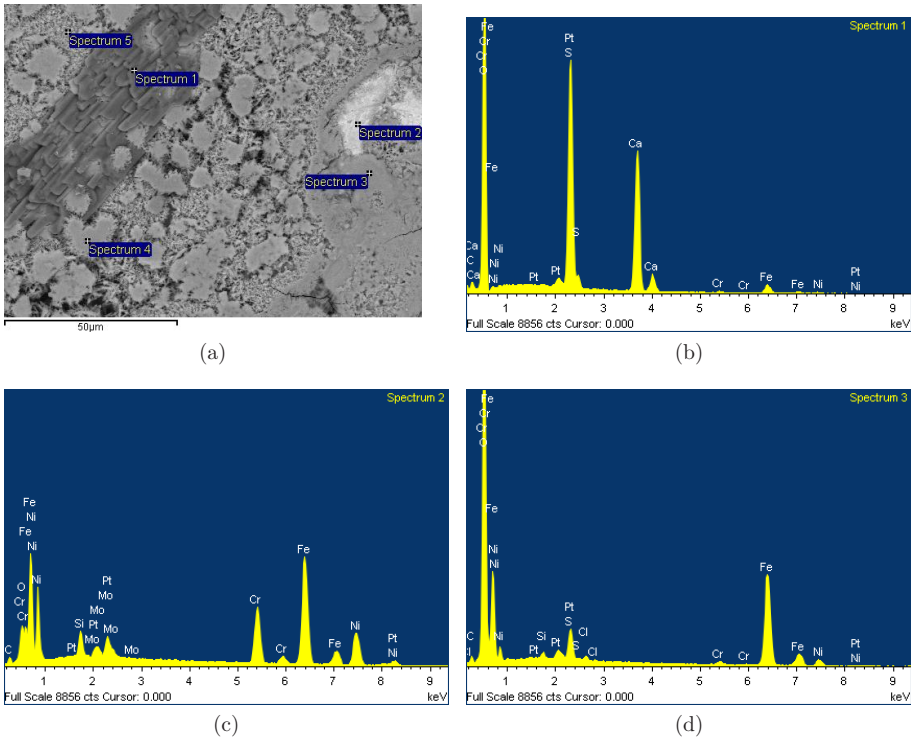 Spectrum 5
Spectrum 1
Spectrum 2
Spectrum 3
Spectrum 4
50µm
(a)
Spectrum 1
Fe
Cr
Cr
O
Pt
S
Fe
Ca
S
Ca
C
Ca
Ni
Ni
Ni
Pt
Pt
Ca
Cr
Cr
Fe
Fe
Ni
Pt
Ni
1 2 3 4 5 6 7 8 9
Full Scale 8856 cts Cursor: 0.000
keV
(b)
Spectrum 2
Fe
Ni
Fe
Ni
O
Cr
Cr
Ni
C
Pt
Si
Mo
Pt
Mo
Pt
Mo
Mo
Mo
Cr
Cr
Fe
Fe
Ni
Pt
Ni
1 2 3 4 5 6 7 8 9
Full Scale 8856 cts Cursor: 0.000
keV
(c)
Spectrum 3
Fe
Cr
Cr
O
Fe
Ni
Ni
C
Cl
Ni
Pt
Si
Pt
Pt
S
S
Cl
Cl
Cr
Cr
Fe
Fe
Ni
Pt
Ni
1 2 3 4 5 6 7 8 9
Full Scale 8856 cts Cursor: 0.000
keV
(d)